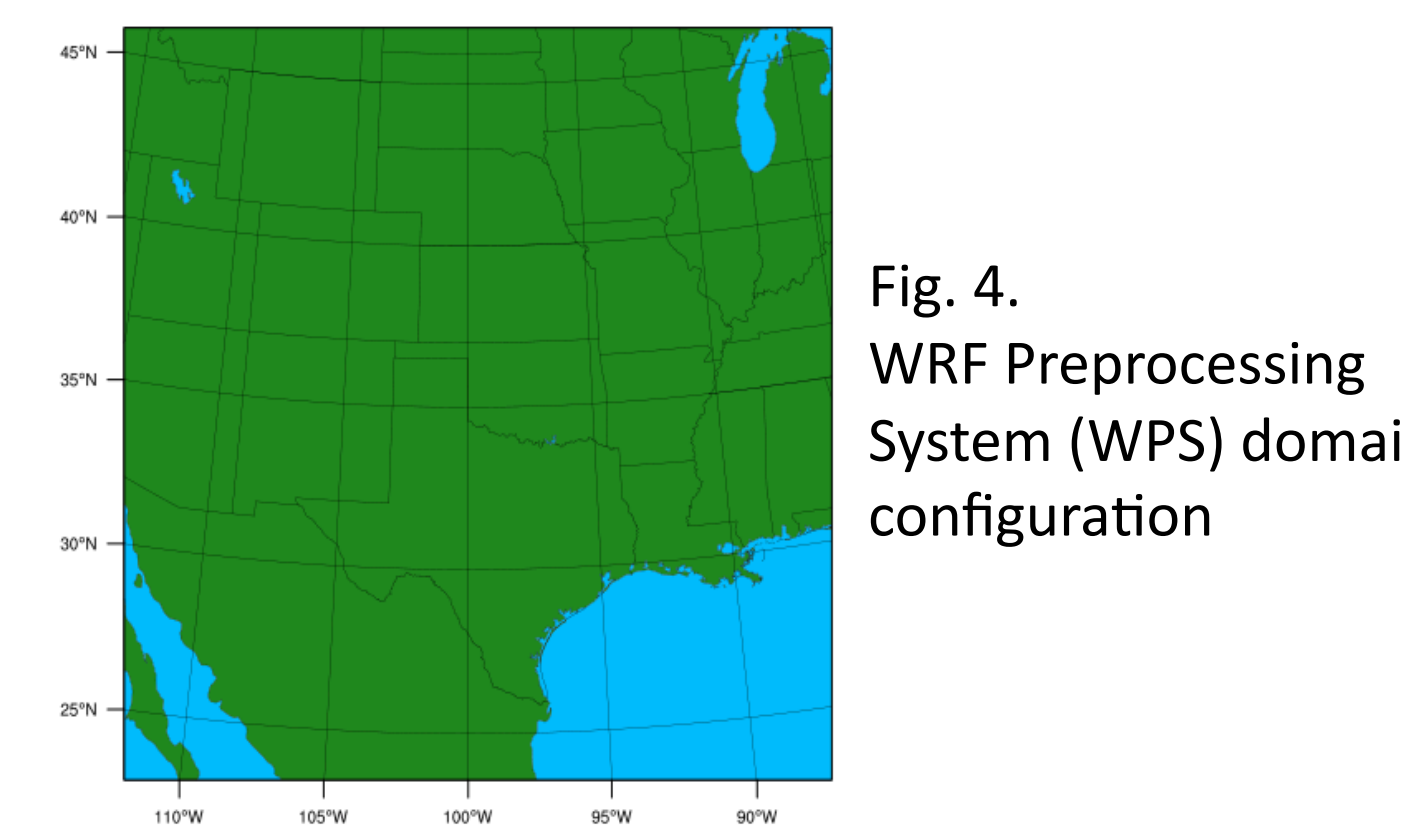 45°N
40°N
35°N
30°N
25°N
110°W 105°W 100°W 95°W 90°W
Fig. 4.
WRF Preprocessing
System (WPS) domai
configuration